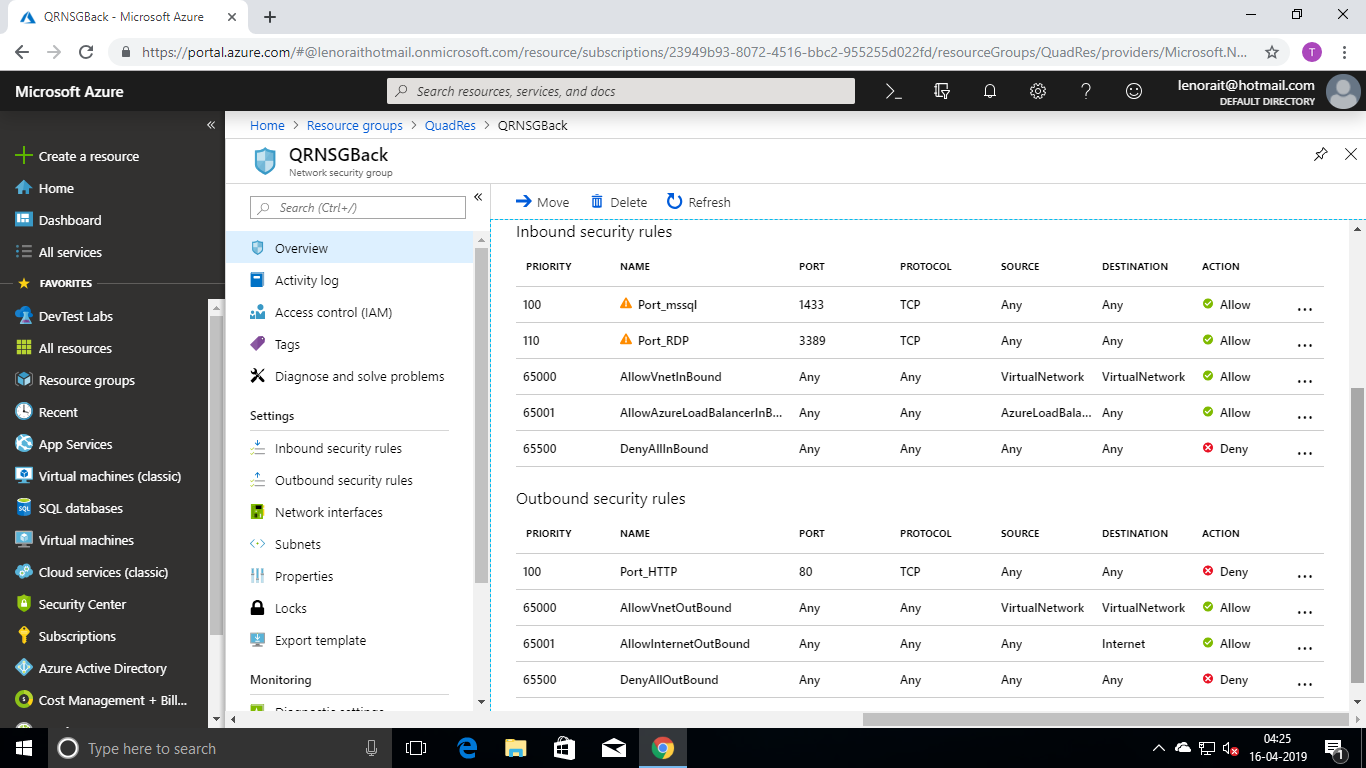 QRNSGBack - Microsoft Azure
https://portal.azure.com/#@lenoraithotmail.onmicrosoft.com/resource/subscriptions/23949b93-8072-4516-bbc2-955255d022fd/resourceGroups/QuadRes/providers/Microsoft.N...
T
Microsoft Azure
Search resources, services, and docs
lenorait@hotmail.com
DEFAULT DIRECTORY
Create a resource
Home
Dashboard
All services
FAVORITES
DevTest Labs
All resources
Resource groups
Recent
App Services
Virtual machines (classic)
SQL databases
Virtual machines
Cloud services (classic)
Security Center
Subscriptions
Azure Active Directory
Cost Management + Bill...
Home > Resource groups > QuadRes > QRNSGBack
QRNSGBack
Network security group
Search (Ctrl+/)
Overview
Activity log
Access control (IAM)
Tags
Diagnose and solve problems
Settings
Inbound security rules
Outbound security rules
Network interfaces
Subnets
Properties
Locks
Export template
Monitoring
Diagnostic settings
Move Delete Refresh
Inbound security rules
PRIORITY NAME PORT PROTOCOL SOURCE DESTINATION ACTION
100 Port_mssql 1433 TCP Any Any Allow ...
110 Port_RDP 3389 TCP Any Any Allow ...
65000 AllowVnetInBound Any Any VirtualNetwork VirtualNetwork Allow ...
65001 AllowAzureLoadBalancerInB... Any Any AzureLoadBala... Any Allow ...
65500 DenyAllInBound Any Any Any Any Deny ...
Outbound security rules
PRIORITY NAME PORT PROTOCOL SOURCE DESTINATION ACTION
100 Port_HTTP 80 TCP Any Any Deny ...
65000 AllowVnetOutBound Any Any VirtualNetwork VirtualNetwork Allow ...
65001 AllowInternetOutBound Any Any Any Internet Allow ...
65500 DenyAllOutBound Any Any Any Any Deny ...
Type here to search
04:25
16-04-2019
1